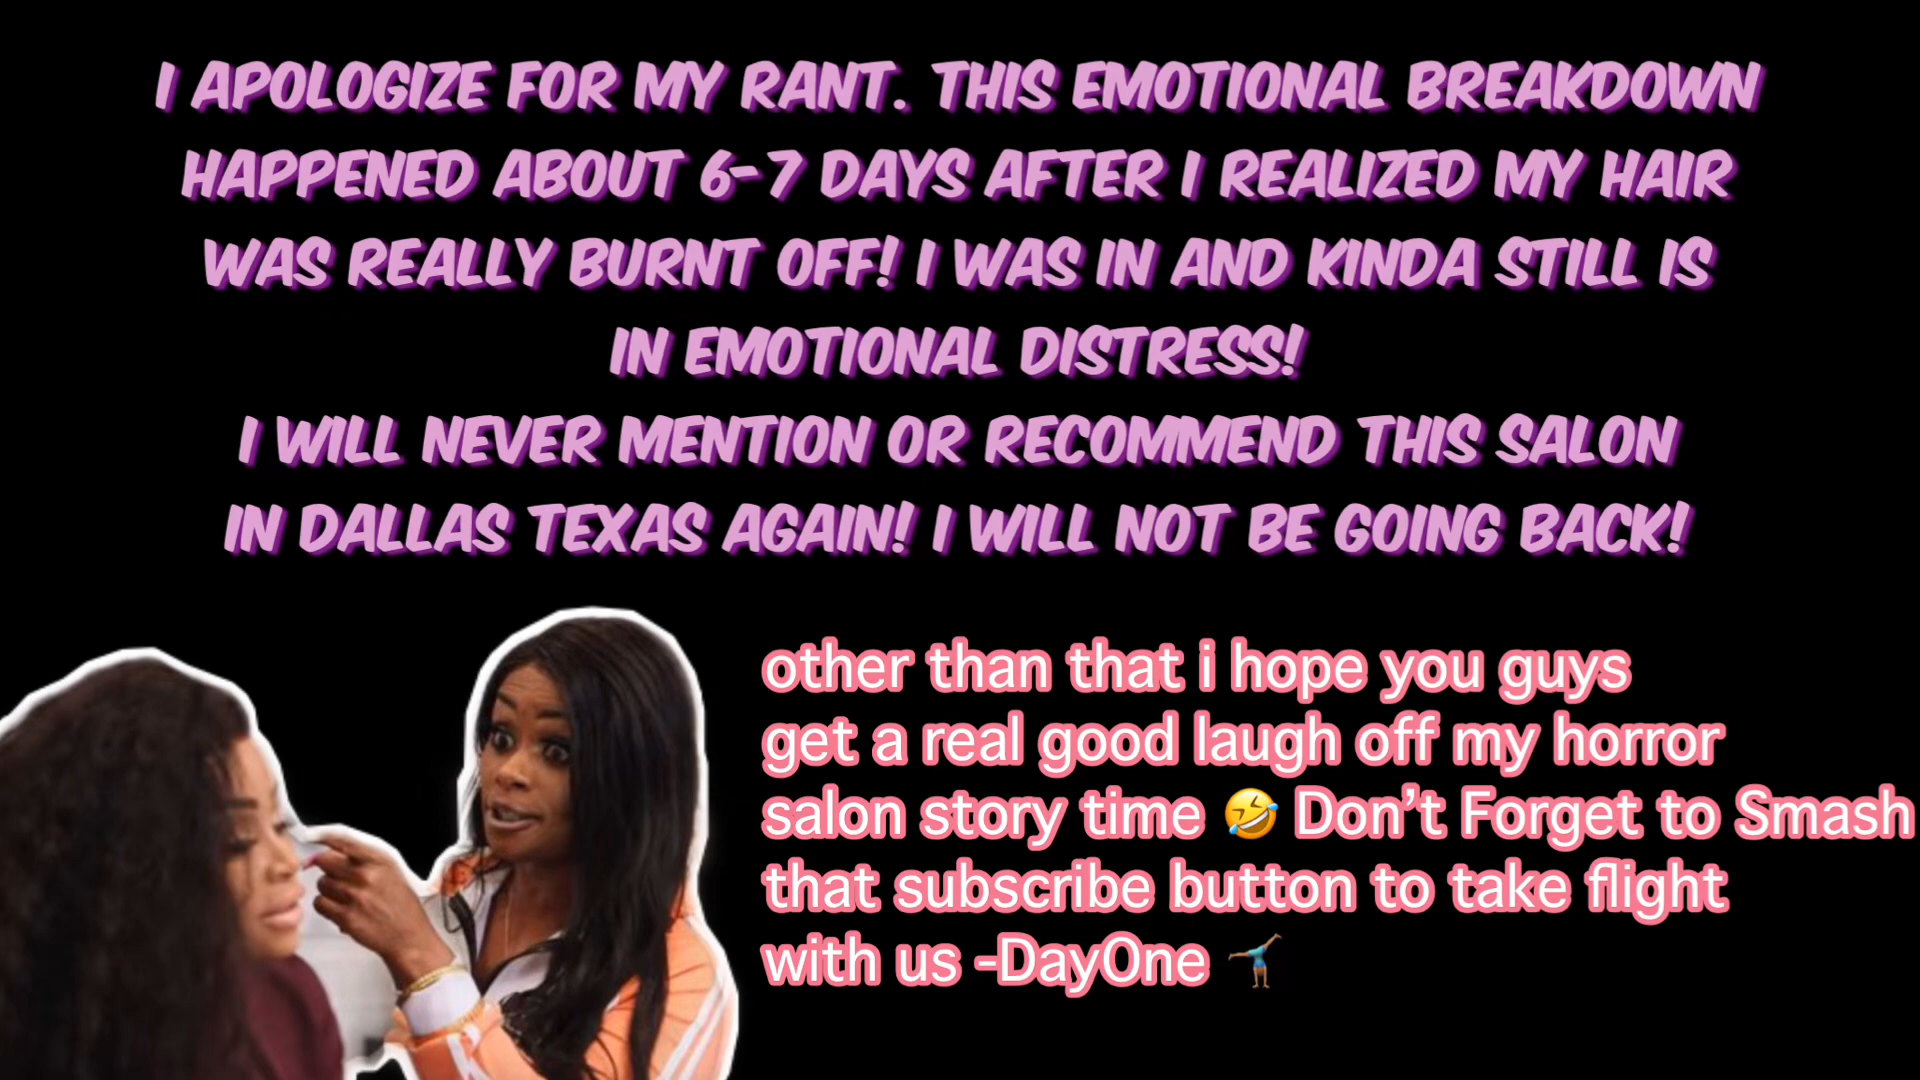 I APOLOGIZE FOR MY RANT. THIS EMOTIONAL BREAKDOWN
HAPPENED ABOUT 6-7 DAYS AFTER I REALIZED MY HAIR
WAS REALLY BURNT OFF! I WAS IN AND KINDA STILL IS
IN EMOTIONAL DISTRESS!
I WILL NEVER MENTION OR RECOMMEND THIS SALON
IN DALLAS TEXAS AGAIN! I WILL NOT BE GOING BACK!
other than that i hope you guys
get a real good laugh off my horror
salon story time 🤣 Don’t Forget to Smash
that subscribe button to take flight
with us -DayOne 🤸🏾‍♀️